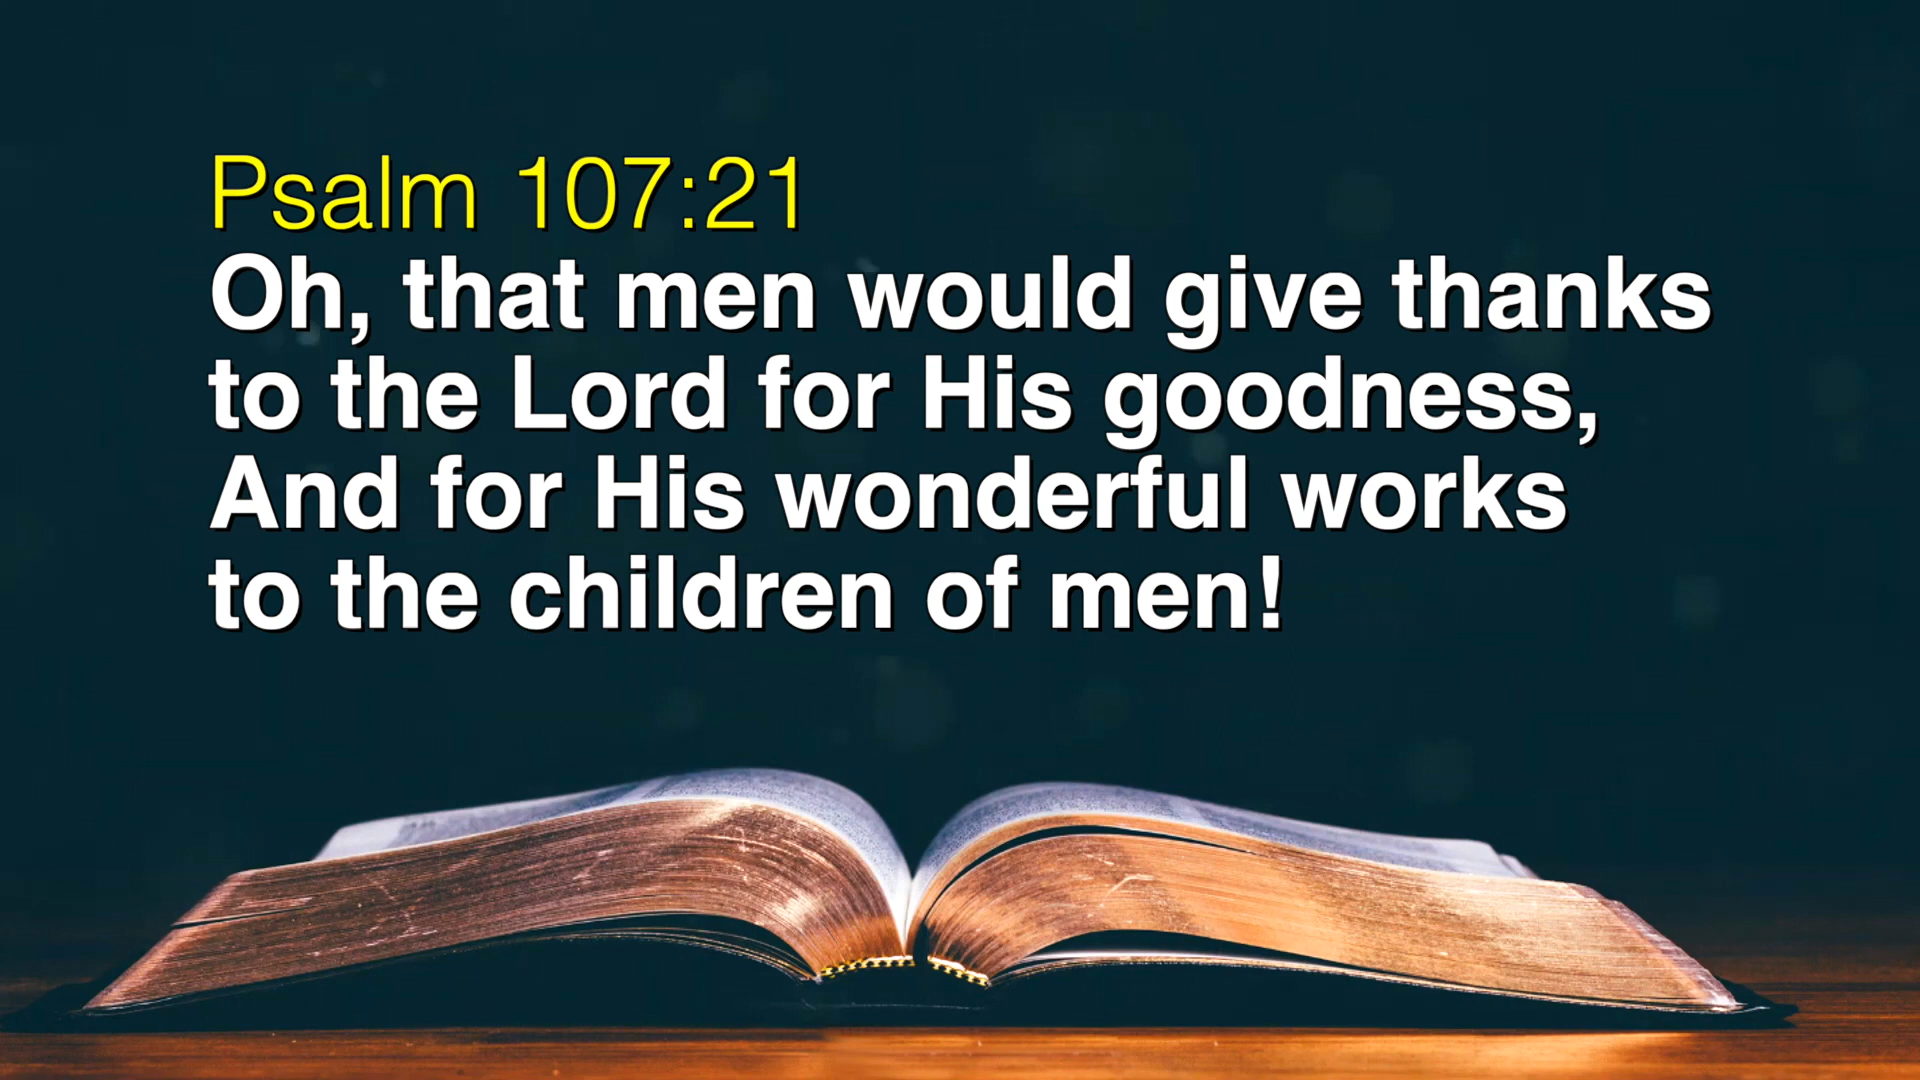 Psalm 107:21
Oh, that men would give thanks
to the Lord for His goodness,
And for His wonderful works
to the children of men!